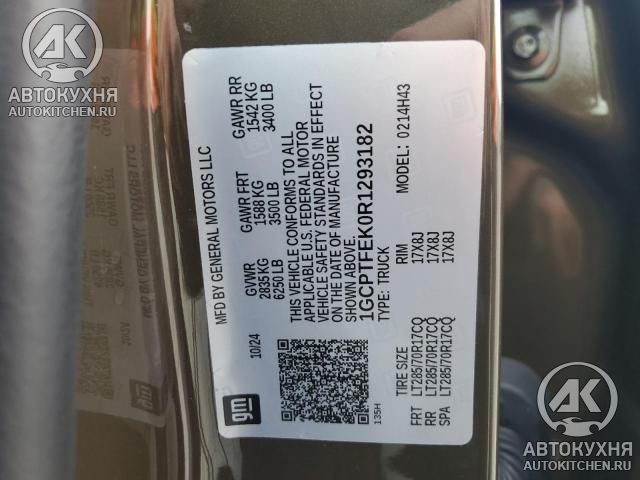 АВТОКУХНЯ
AUTOKITCHEN.RU
MFD BY GENERAL MOTORS LLC
10/24
GVWR
2835KG
6250 LB
GAWR FRT
1588 KG
3500 LB
GAWR RR
1542 KG
3400 LB
THIS VEHICLE CONFORMS TO ALL
APPLICABLE U.S. FEDERAL MOTOR
VEHICLE SAFETY STANDARDS IN EFFECT
ON THE DATE OF MANUFACTURE
SHOWN ABOVE.
1GCPTFEK0R1293182
TYPE: TRUCK
MODEL: 0214H43
TIRE SIZE
RIM
FRT LT285/70R17CQ 17X8J
RR LT285/70R17CQ 17X8J
SPA LT285/70R17CQ 17X8J
gm
135H
АВТОКУХНЯ
AUTOKITCHEN.RU